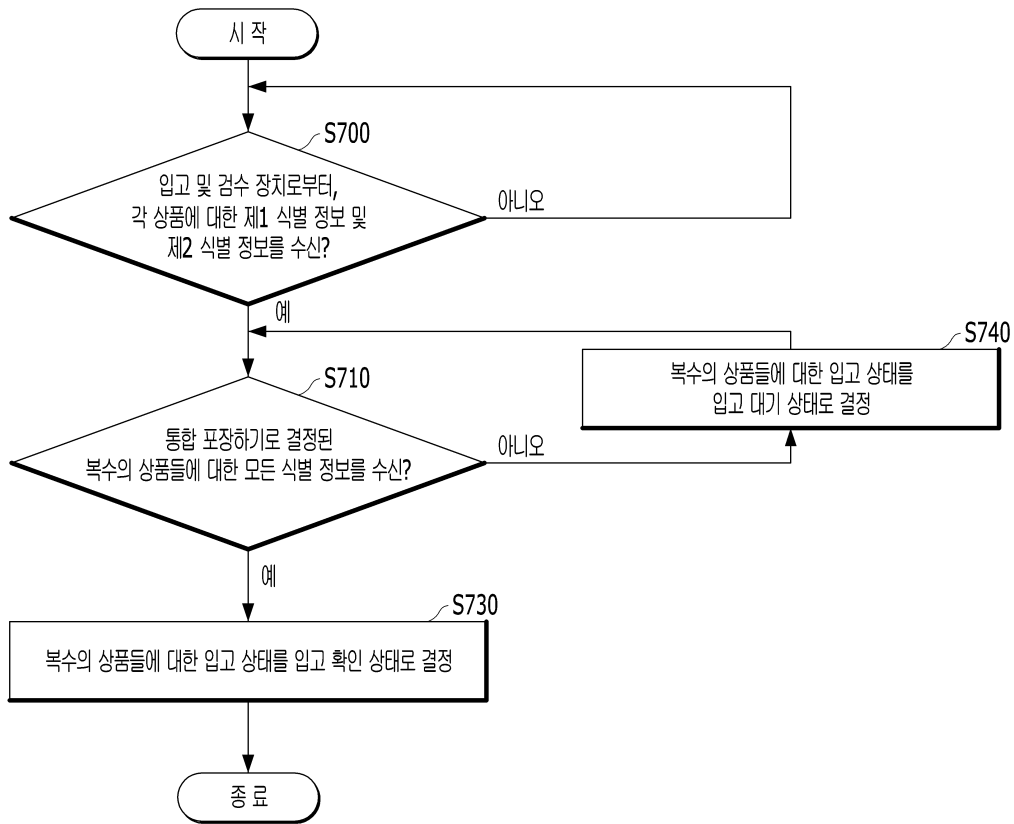 시 작
S700
입고 및 검수 장치로부터,
각 상품에 대한 제1 식별 정보 및
제2 식별 정보를 수신?
아니오
예
S740
복수의 상품들에 대한 입고 상태를
입고 대기 상태로 결정
S710
통합 포장하기로 결정된
복수의 상품들에 대한 모든 식별 정보를 수신?
아니오
예
S730
복수의 상품들에 대한 입고 상태를 입고 확인 상태로 결정
종 료